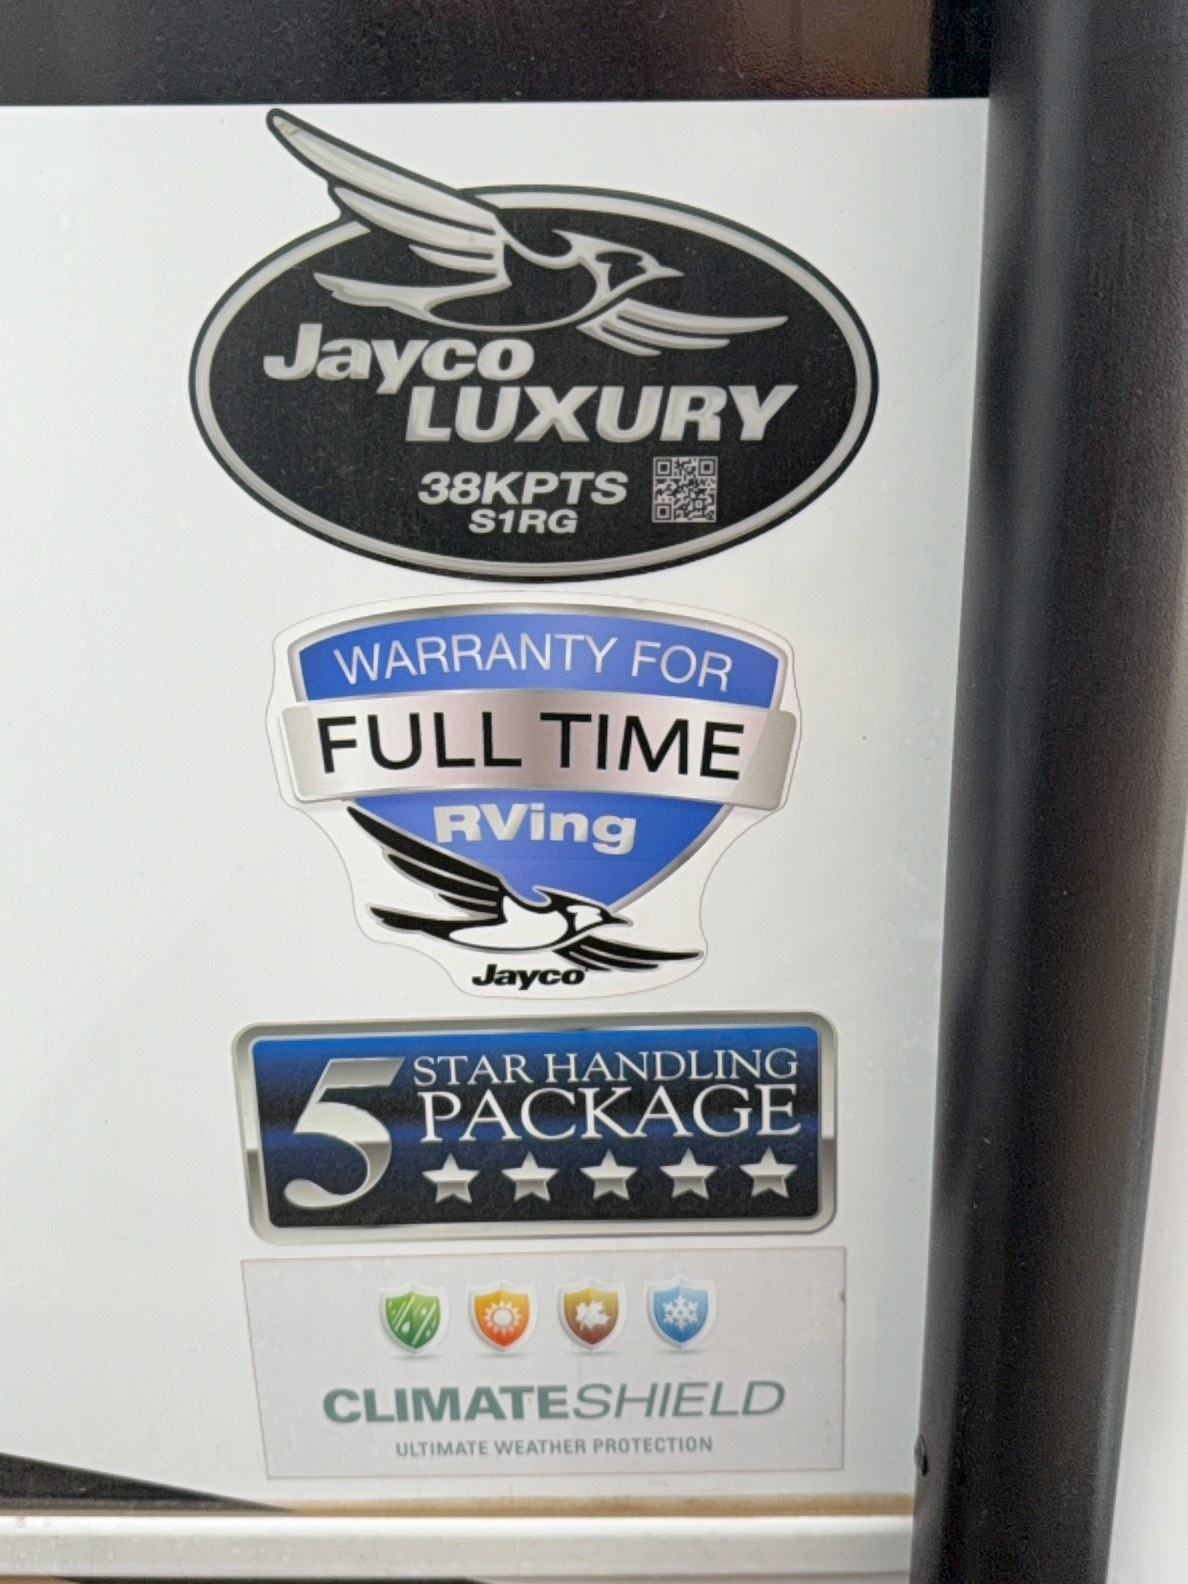 Jayco
LUXURY
38KPTS
S1RG
WARRANTY FOR
FULL TIME
RVing
Jayco
5 STAR HANDLING
PACKAGE
CLIMATESHIELD
ULTIMATE WEATHER PROTECTION